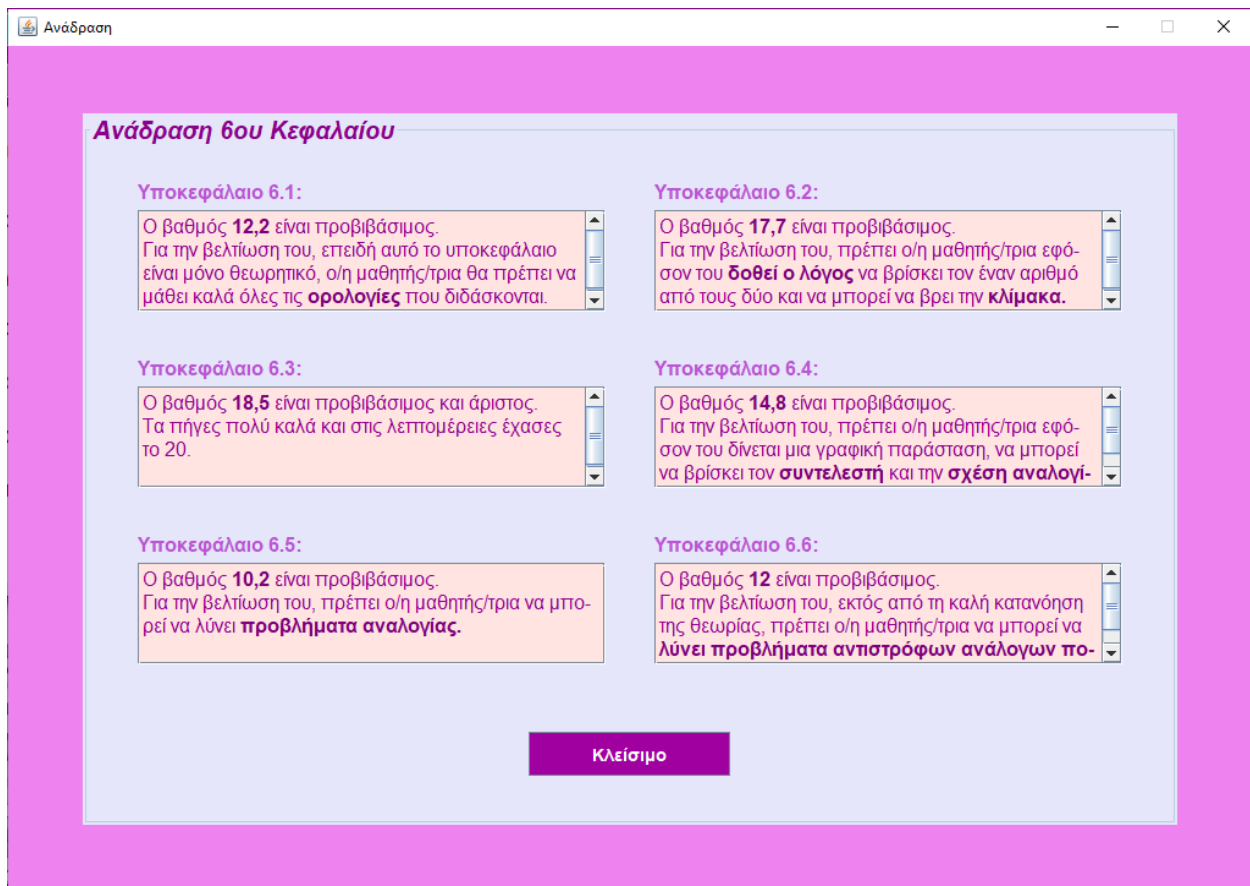 Ανάδραση
Ανάδραση 6ου Κεφαλαίου
Υποκεφάλαιο 6.1:
Ο βαθμός 12,2 είναι προβιβάσιμος.
Για την βελτίωση του, επειδή αυτό το υποκεφάλαιο
είναι μόνο θεωρητικό, ο/η μαθητής/τρια θα πρέπει να
μάθει καλά όλες τις ορολογίες που διδάσκονται.
Υποκεφάλαιο 6.2:
Ο βαθμός 17,7 είναι προβιβάσιμος.
Για την βελτίωση του, πρέπει ο/η μαθητής/τρια εφό-
σον του δοθεί ο λόγος να βρίσκει τον έναν αριθμό
από τους δύο και να μπορεί να βρει την κλίμακα.
Υποκεφάλαιο 6.3:
Ο βαθμός 18,5 είναι προβιβάσιμος και άριστος.
Τα πήγες πολύ καλά και στις λεπτομέρειες έχασες
το 20.
Υποκεφάλαιο 6.4:
Ο βαθμός 14,8 είναι προβιβάσιμος.
Για την βελτίωση του, πρέπει ο/η μαθητής/τρια εφό-
σον του δίνεται μια γραφική παράσταση, να μπορεί
να βρίσκει τον συντελεστή και την σχέση αναλογί-
Υποκεφάλαιο 6.5:
Ο βαθμός 10,2 είναι προβιβάσιμος.
Για την βελτίωση του, πρέπει ο/η μαθητής/τρια να μπο-
ρεί να λύνει προβλήματα αναλογίας.
Υποκεφάλαιο 6.6:
Ο βαθμός 12 είναι προβιβάσιμος.
Για την βελτίωση του, εκτός από τη καλή κατανόηση
της θεωρίας, πρέπει ο/η μαθητής/τρια να μπορεί να
λύνει προβλήματα αντιστρόφων ανάλογων πο-
Κλείσιμο